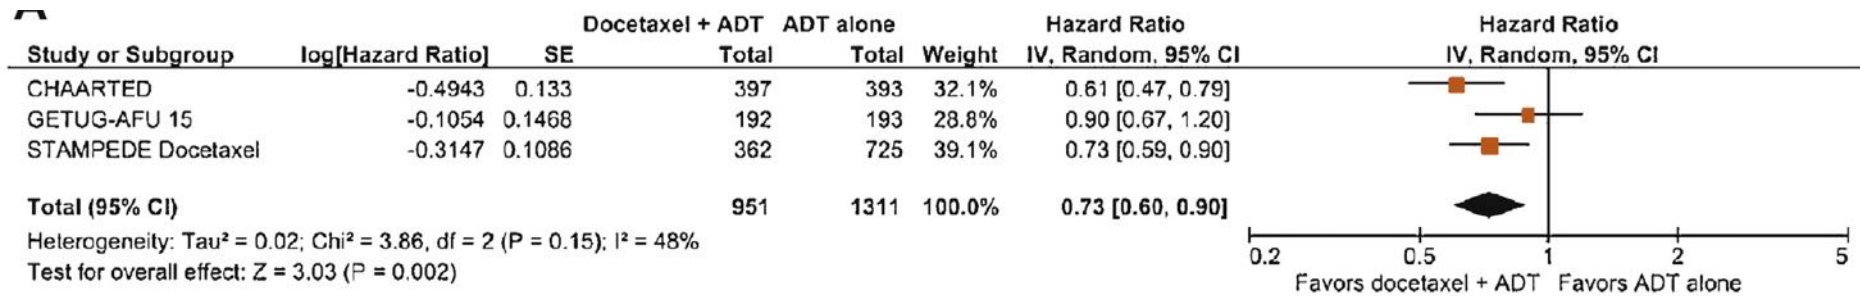 A
Docetaxel + ADT ADT alone Hazard Ratio Hazard Ratio
Study or Subgroup log[Hazard Ratio] SE Total Total Weight IV, Random, 95% CI IV, Random, 95% CI
CHAARTED -0.4943 0.133 397 393 32.1% 0.61 [0.47, 0.79]
GETUG-AFU 15 -0.1054 0.1468 192 193 28.8% 0.90 [0.67, 1.20]
STAMPEDE Docetaxel -0.3147 0.1086 362 725 39.1% 0.73 [0.59, 0.90]
Total (95% CI) 951 1311 100.0% 0.73 [0.60, 0.90]
Heterogeneity: Tau² = 0.02; Chi² = 3.86, df = 2 (P = 0.15); I² = 48%
Test for overall effect: Z = 3.03 (P = 0.002)
0.2 0.5 1 2 5
Favors docetaxel + ADT Favors ADT alone